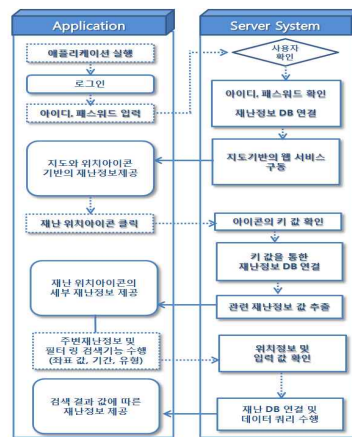 Application
Server System
애플리케이션 실행
사용자
확인
로그인
아이디, 패스워드 입력
아이디, 패스워드 확인
재난정보 DB 연결
지도와 위치아이콘
기반의 재난정보제공
지도기반의 웹 서비스
구동
재난 위치아이콘 클릭
아이콘의 키 값 확인
키 값을 통한
재난정보 DB 연결
재난 위치아이콘의
세부 재난정보 제공
관련 재난정보 값 추출
주변재난정보 및
필터 링 검색기능 수행
(좌표 값, 기간, 유형)
위치정보 및
입력 값 확인
검색 결과 값에 따른
재난정보 제공
재난 DB 연결 및
데이터 쿼리 수행